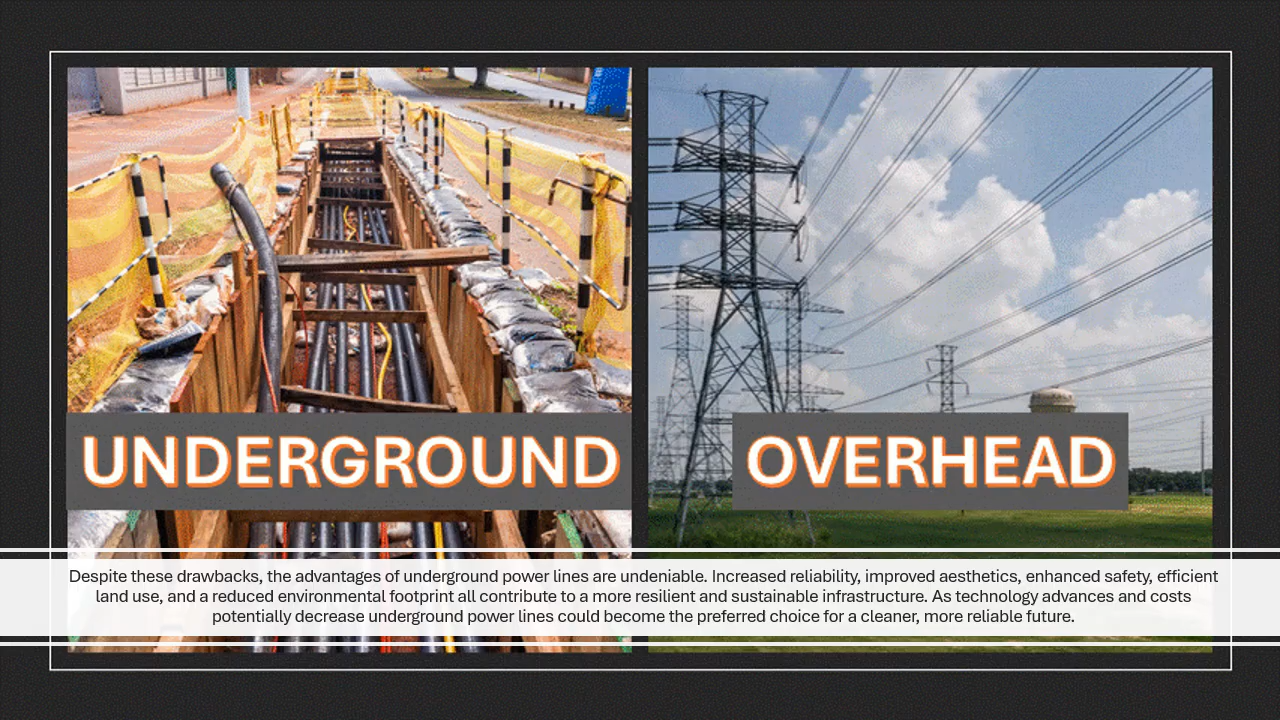 UNDERGROUND
OVERHEAD
Despite these drawbacks, the advantages of underground power lines are undeniable. Increased reliability, improved aesthetics, enhanced safety, efficient
land use, and a reduced environmental footprint all contribute to a more resilient and sustainable infrastructure. As technology advances and costs
potentially decrease underground power lines could become the preferred choice for a cleaner, more reliable future.